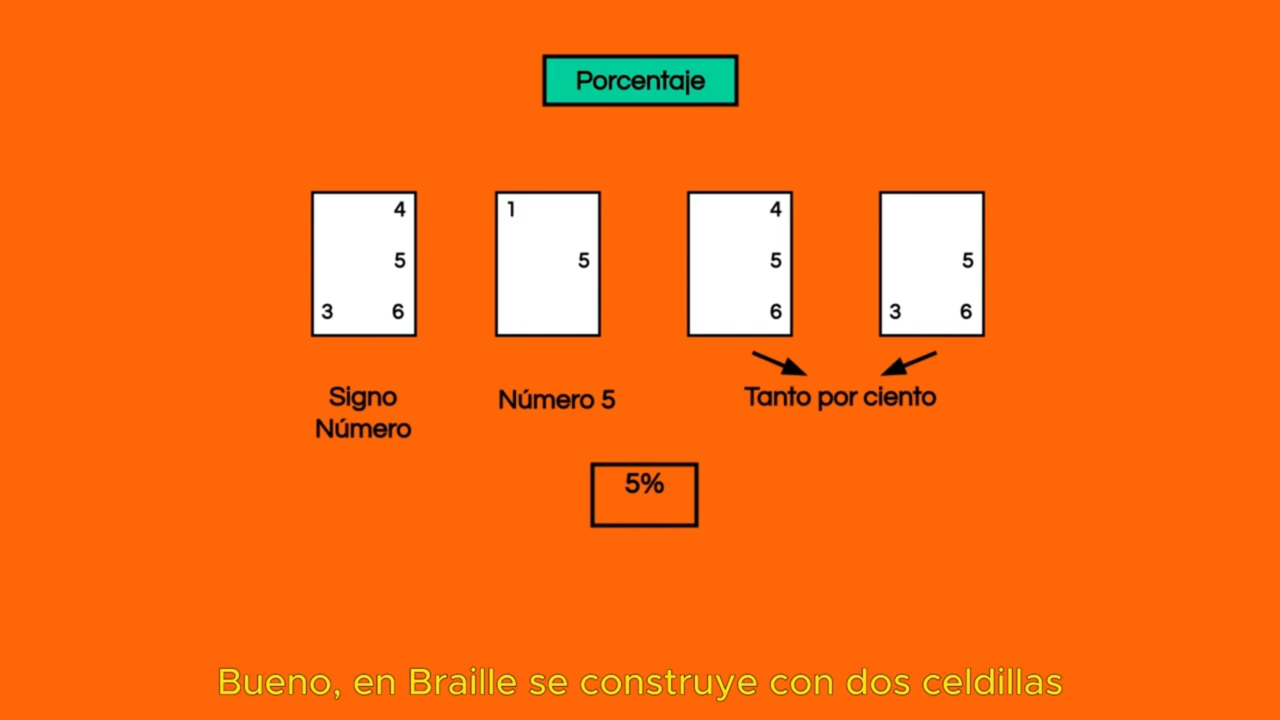 Porcentaje
4
5
3 6
1
5
4
5
6
5
3 6
Signo
Número
Número 5
Tanto por ciento
5%
Bueno, en Braille se construye con dos celdillas